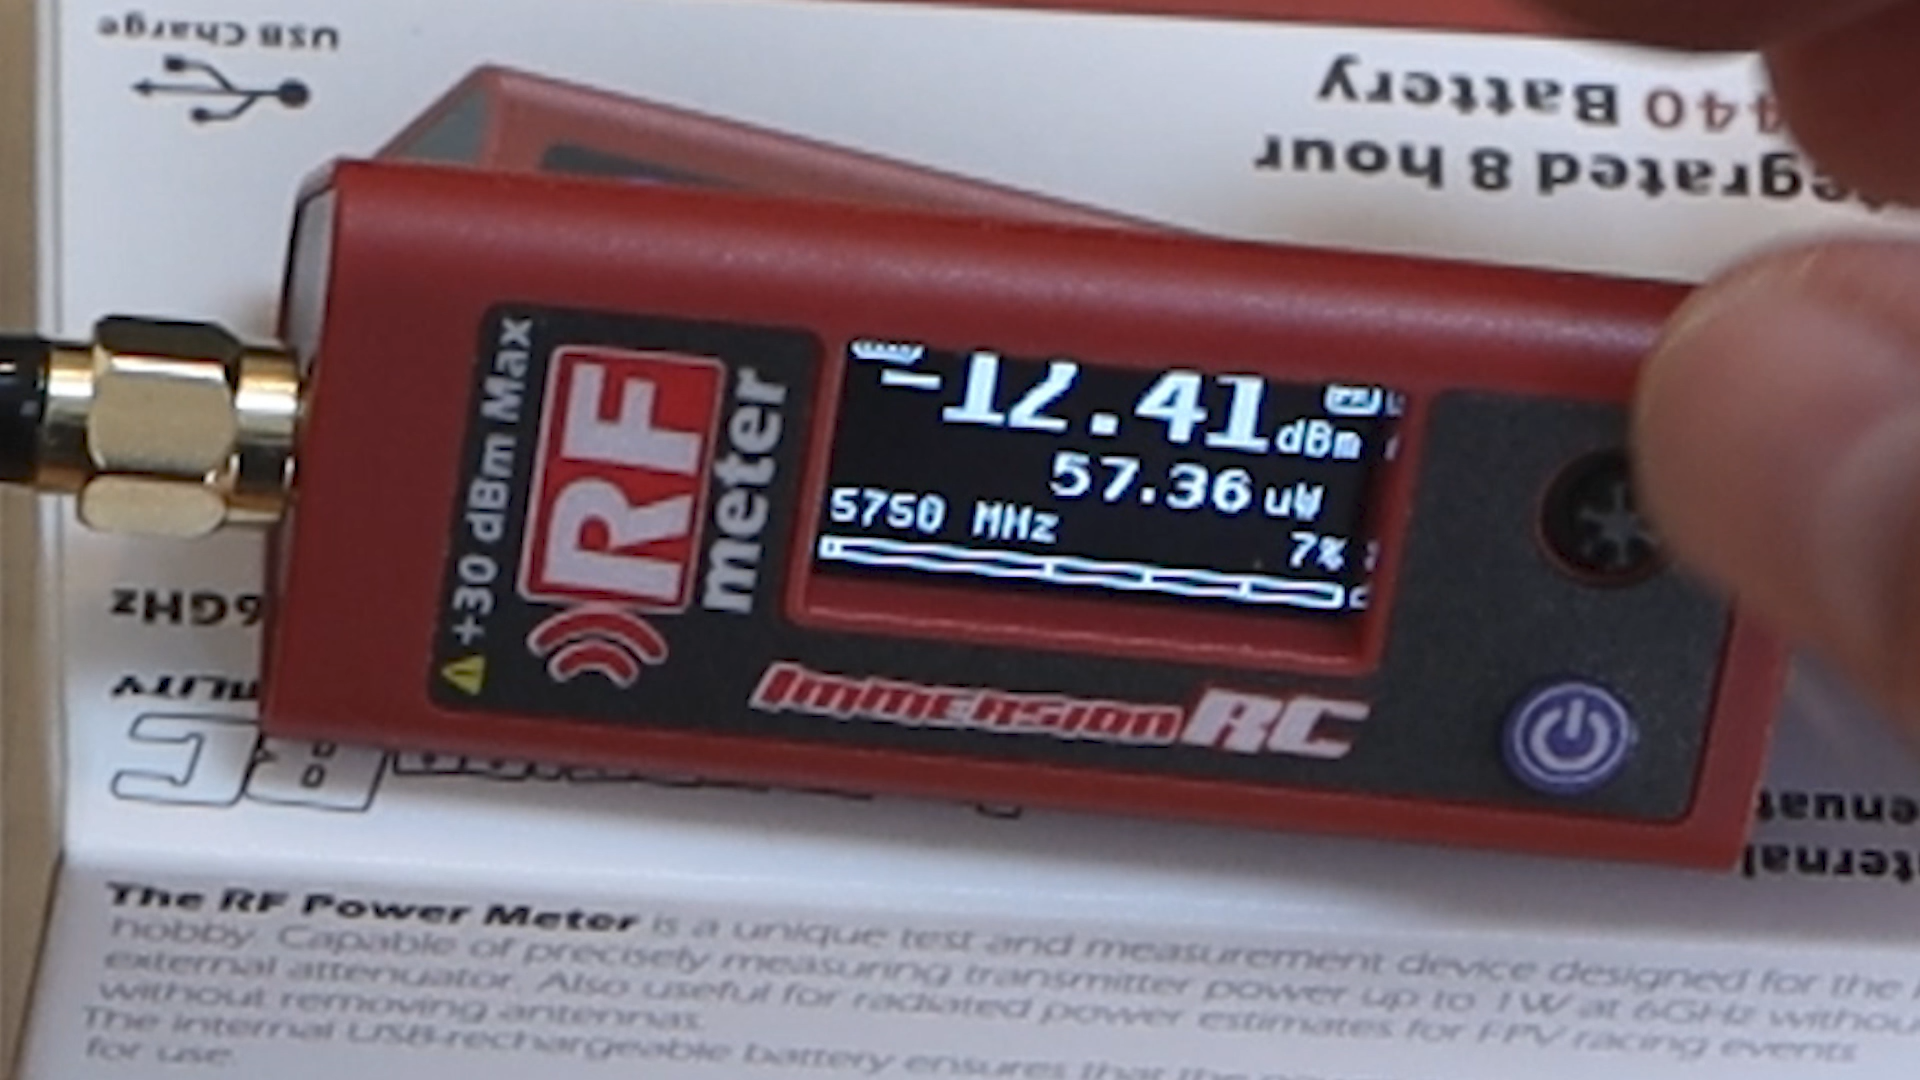 USB Charge
440 Battery
grated 8 hour
+30 dBm Max
RF
meter
-12.41 dBm
57.36 uW
5750 MHz
7%
ImmersionRC
6GHz
The RF Power Meter is a unique test and measurement device designed for the
hobby. Capable of precisely measuring transmitter power up to 1W at 6GHz withou
external attenuator. Also useful for radiated power estimates for FPV racing events
without removing antennas.
The internal USB-rechargeable battery ensures that the
for use.